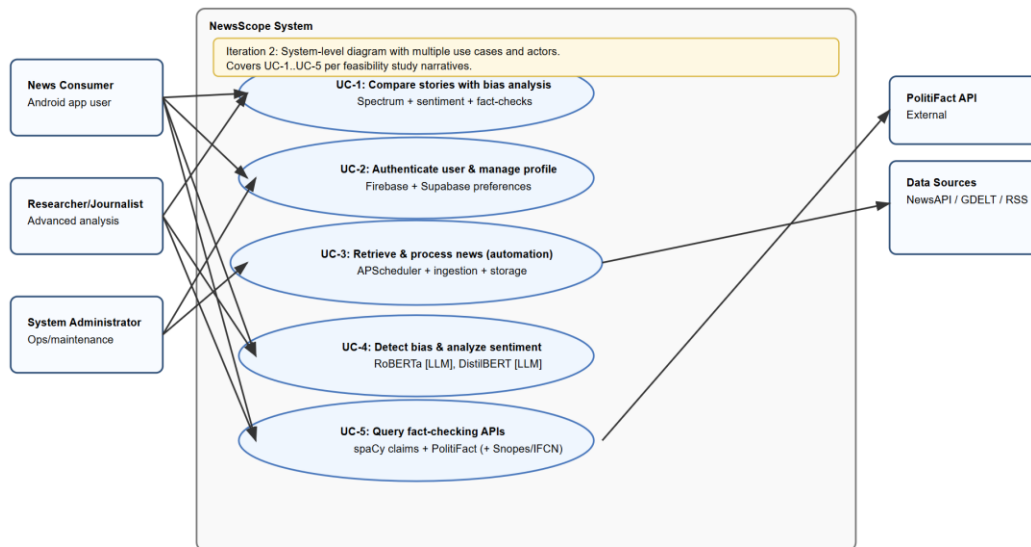 NewsScope System
Iteration 2: System-level diagram with multiple use cases and actors.
Covers UC-1..UC-5 per feasibility study narratives.
News Consumer
Android app user
Researcher/Journalist
Advanced analysis
System Administrator
Ops/maintenance
UC-1: Compare stories with bias analysis
Spectrum + sentiment + fact-checks
UC-2: Authenticate user & manage profile
Firebase + Supabase preferences
UC-3: Retrieve & process news (automation)
APScheduler + ingestion + storage
UC-4: Detect bias & analyze sentiment
RoBERTa [LLM], DistilBERT [LLM]
UC-5: Query fact-checking APIs
spaCy claims + PolitiFact (+ Snopes/IFCN)
PolitiFact API
External
Data Sources
NewsAPI / GDELT / RSS